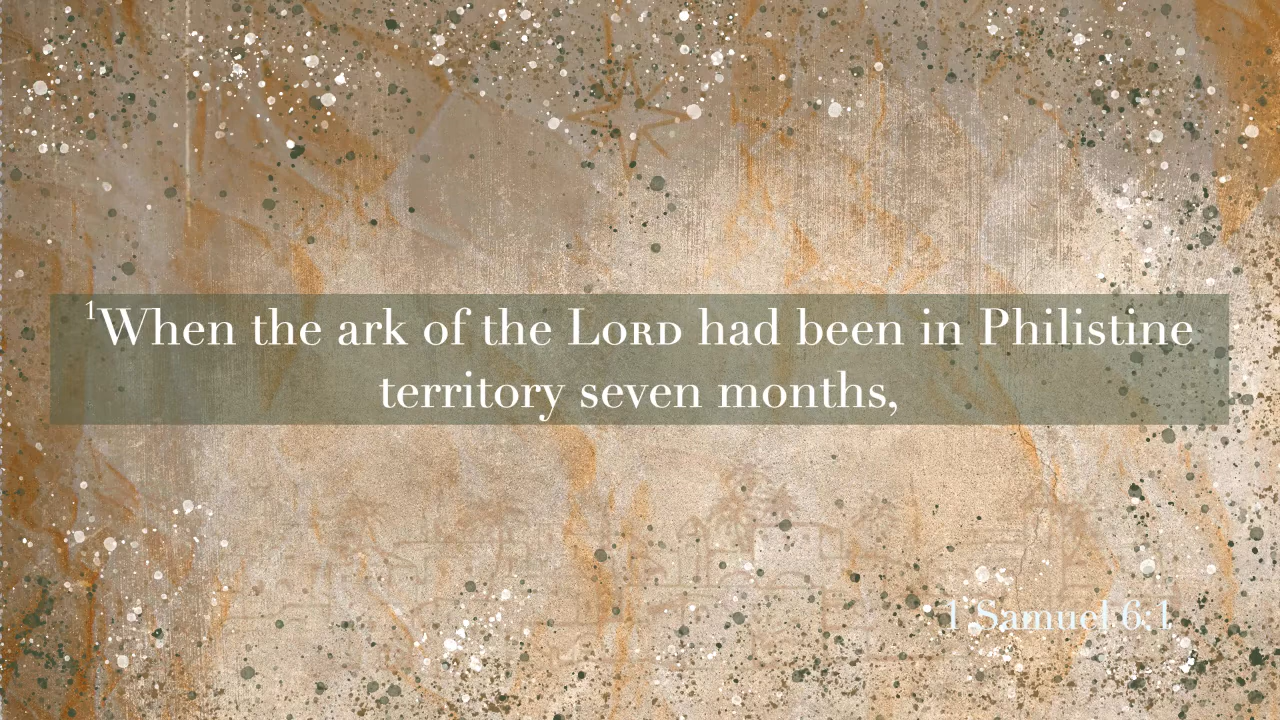 ¹When the ark of the LORD had been in Philistine
territory seven months,
1 Samuel 6:1